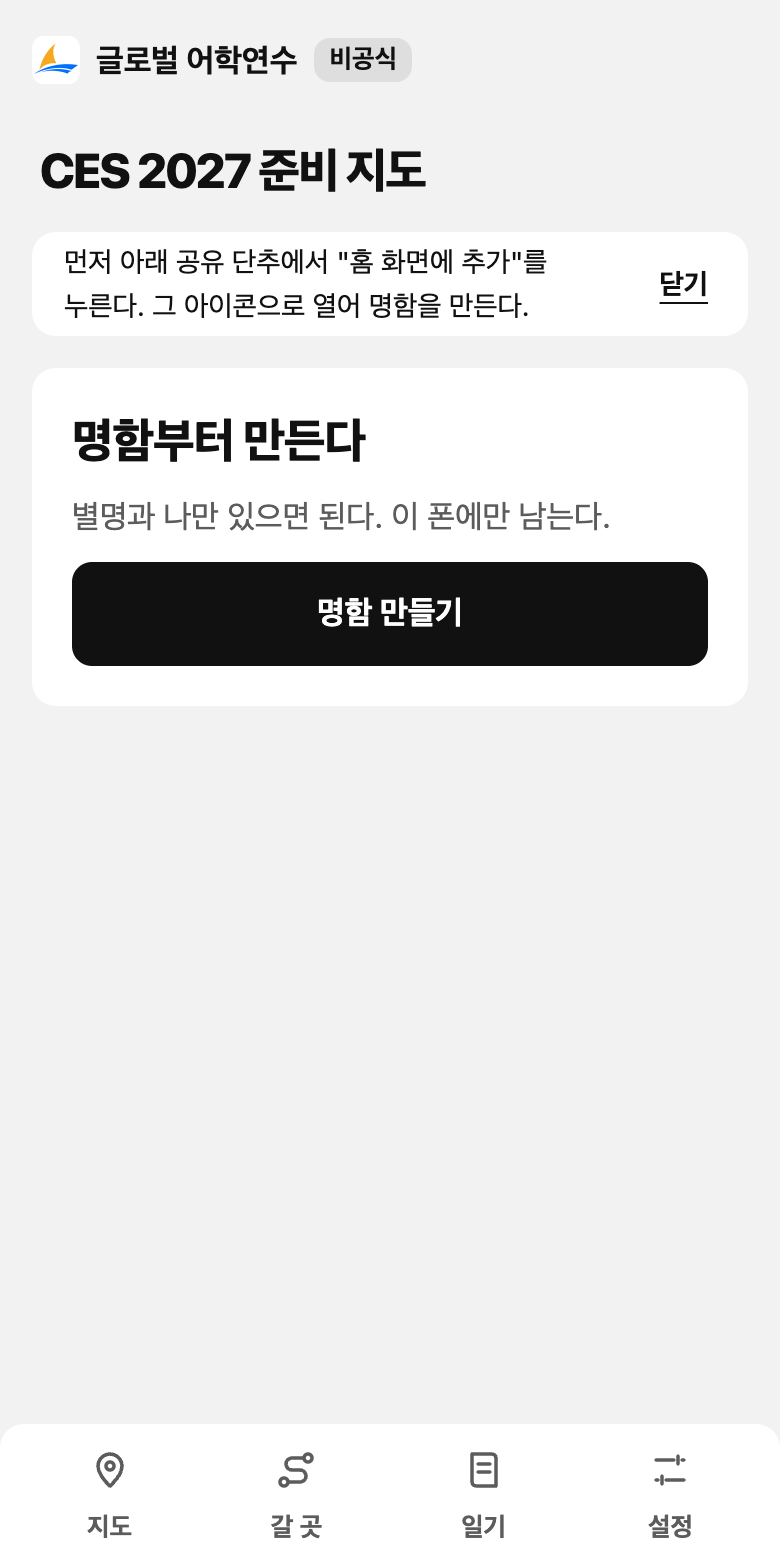 글로벌 어학연수 비공식
CES 2027 준비 지도
먼저 아래 공유 단추에서 "홈 화면에 추가"를
누른다. 그 아이콘으로 열어 명함을 만든다.
닫기
명함부터 만든다
별명과 나만 있으면 된다. 이 폰에만 남는다.
명함 만들기
지도 갈 곳 일기 설정